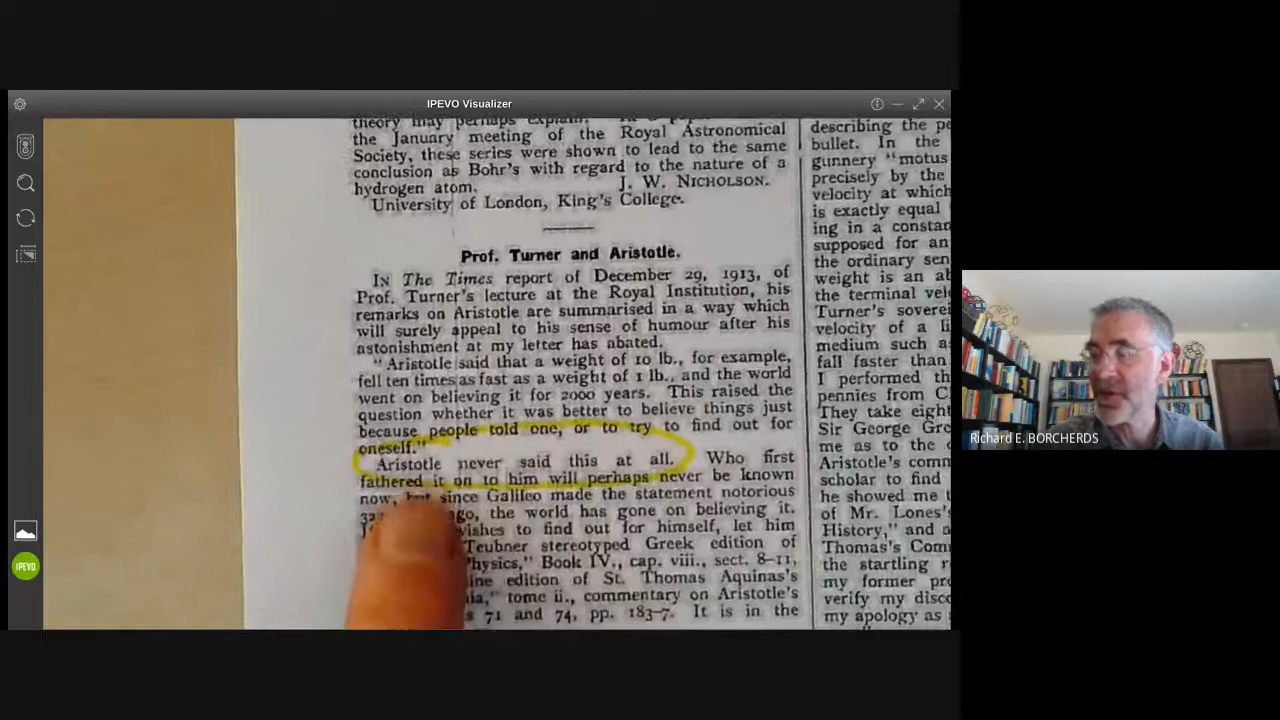 IPEVO Visualizer
theory may perhaps explain.
the January meeting of the Royal Astronomical
Society, these series were shown to lead to the same
conclusion as Bohr's with regard to the nature of a
hydrogen atom. J. W. NICHOLSON.
University of London, King's College.
Prof. Turner and Aristotle.
IN The Times report of December 29, 1913, of
Prof. Turner's lecture at the Royal Institution, his
remarks on Aristotle are summarised in a way which
will surely appeal to his sense of humour after his
astonishment at my letter has abated.
"Aristotle said that a weight of 10 lb., for example,
fell ten times as fast as a weight of 1 lb., and the world
went on believing it for 2000 years. This raised the
question whether it was better to believe things just
because people told one, or to try to find out for
oneself."
Aristotle never said this at all. Who first
fathered it on to him will perhaps never be known
now, but since Galileo made the statement notorious
ago, the world has gone on believing it.
wishes to find out for himself, let him
Teubner stereotyped Greek edition of
Physics," Book IV., cap. viii., sect. 8-11,
edition of St. Thomas Aquinas's
tome ii., commentary on Aristotle's
71 and 74, pp. 183-7. It is in the
describing the
bullet. In the
gunnery "motus
precisely by the
velocity at which
is exactly equal
ing in a
supposed for an
the ordinary
weight is an
the terminal
Turner's
velocity of a
medium such as
fall faster than
I performed
pennies from
They take
Sir George
me as to the
Aristotle's
scholar to find
he showed me
of Mr. Lones's
History," and
Thomas's
the startling
my former
verify my
my apology as
IPEVO
Richard E. BORCHERDS